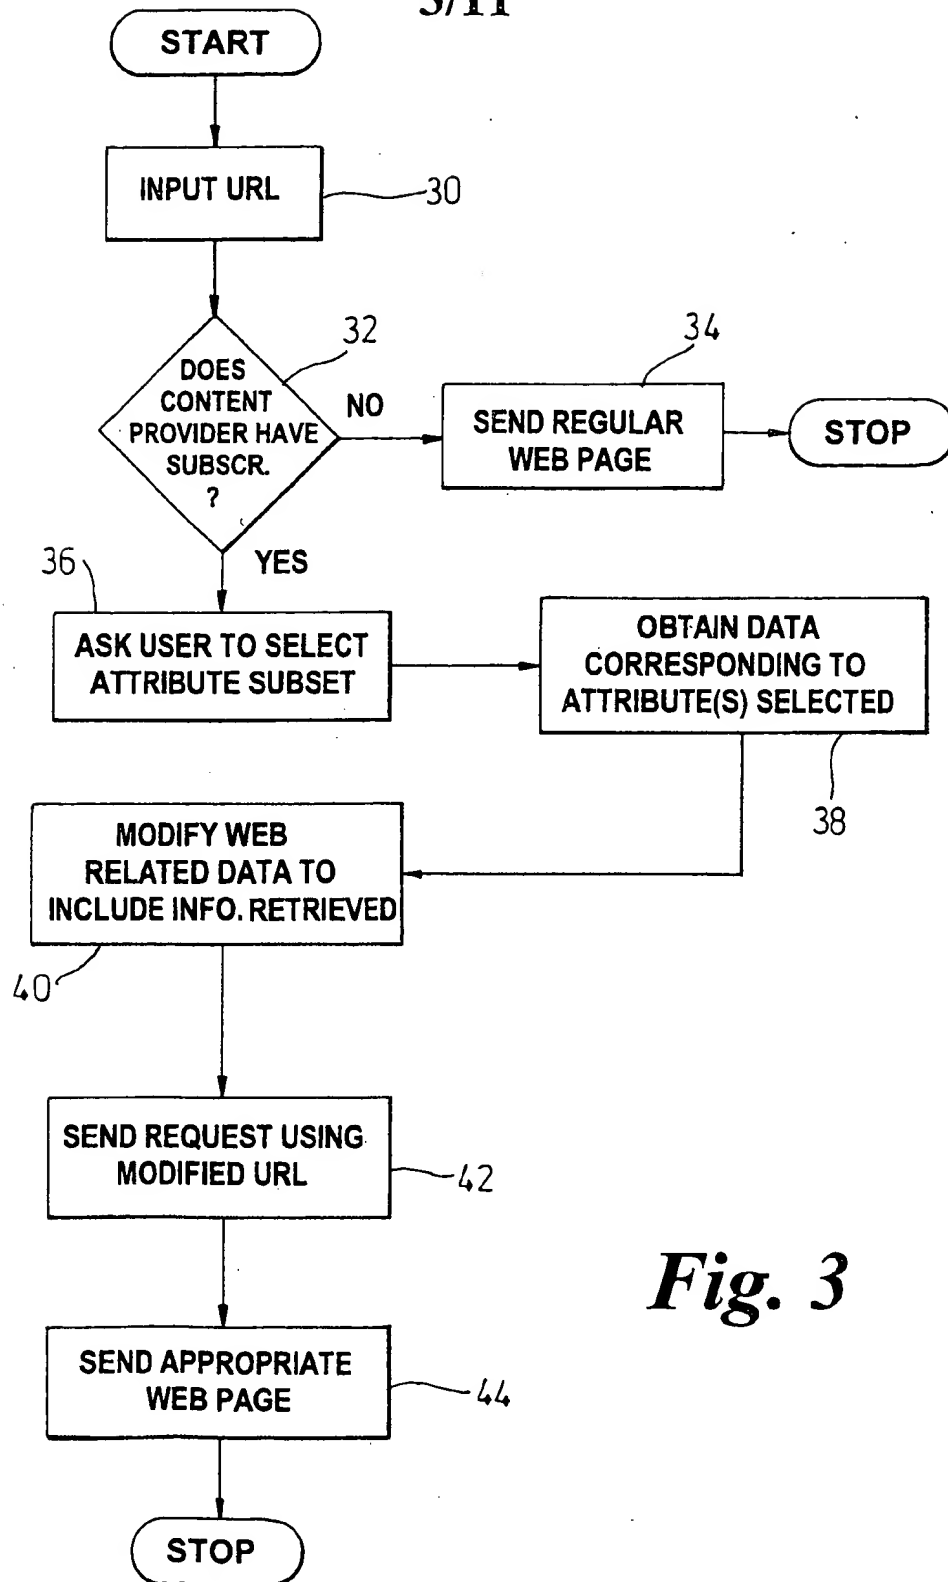 3/11
START
INPUT URL
30
32
DOES
CONTENT
PROVIDER HAVE
SUBSCR.
?
NO
34
SEND REGULAR
WEB PAGE
STOP
YES
36
ASK USER TO SELECT
ATTRIBUTE SUBSET
OBTAIN DATA
CORRESPONDING TO
ATTRIBUTE(S) SELECTED
38
MODIFY WEB
RELATED DATA TO
INCLUDE INFO. RETRIEVED
40
SEND REQUEST USING
MODIFIED URL
42
Fig. 3
SEND APPROPRIATE
WEB PAGE
44
STOP